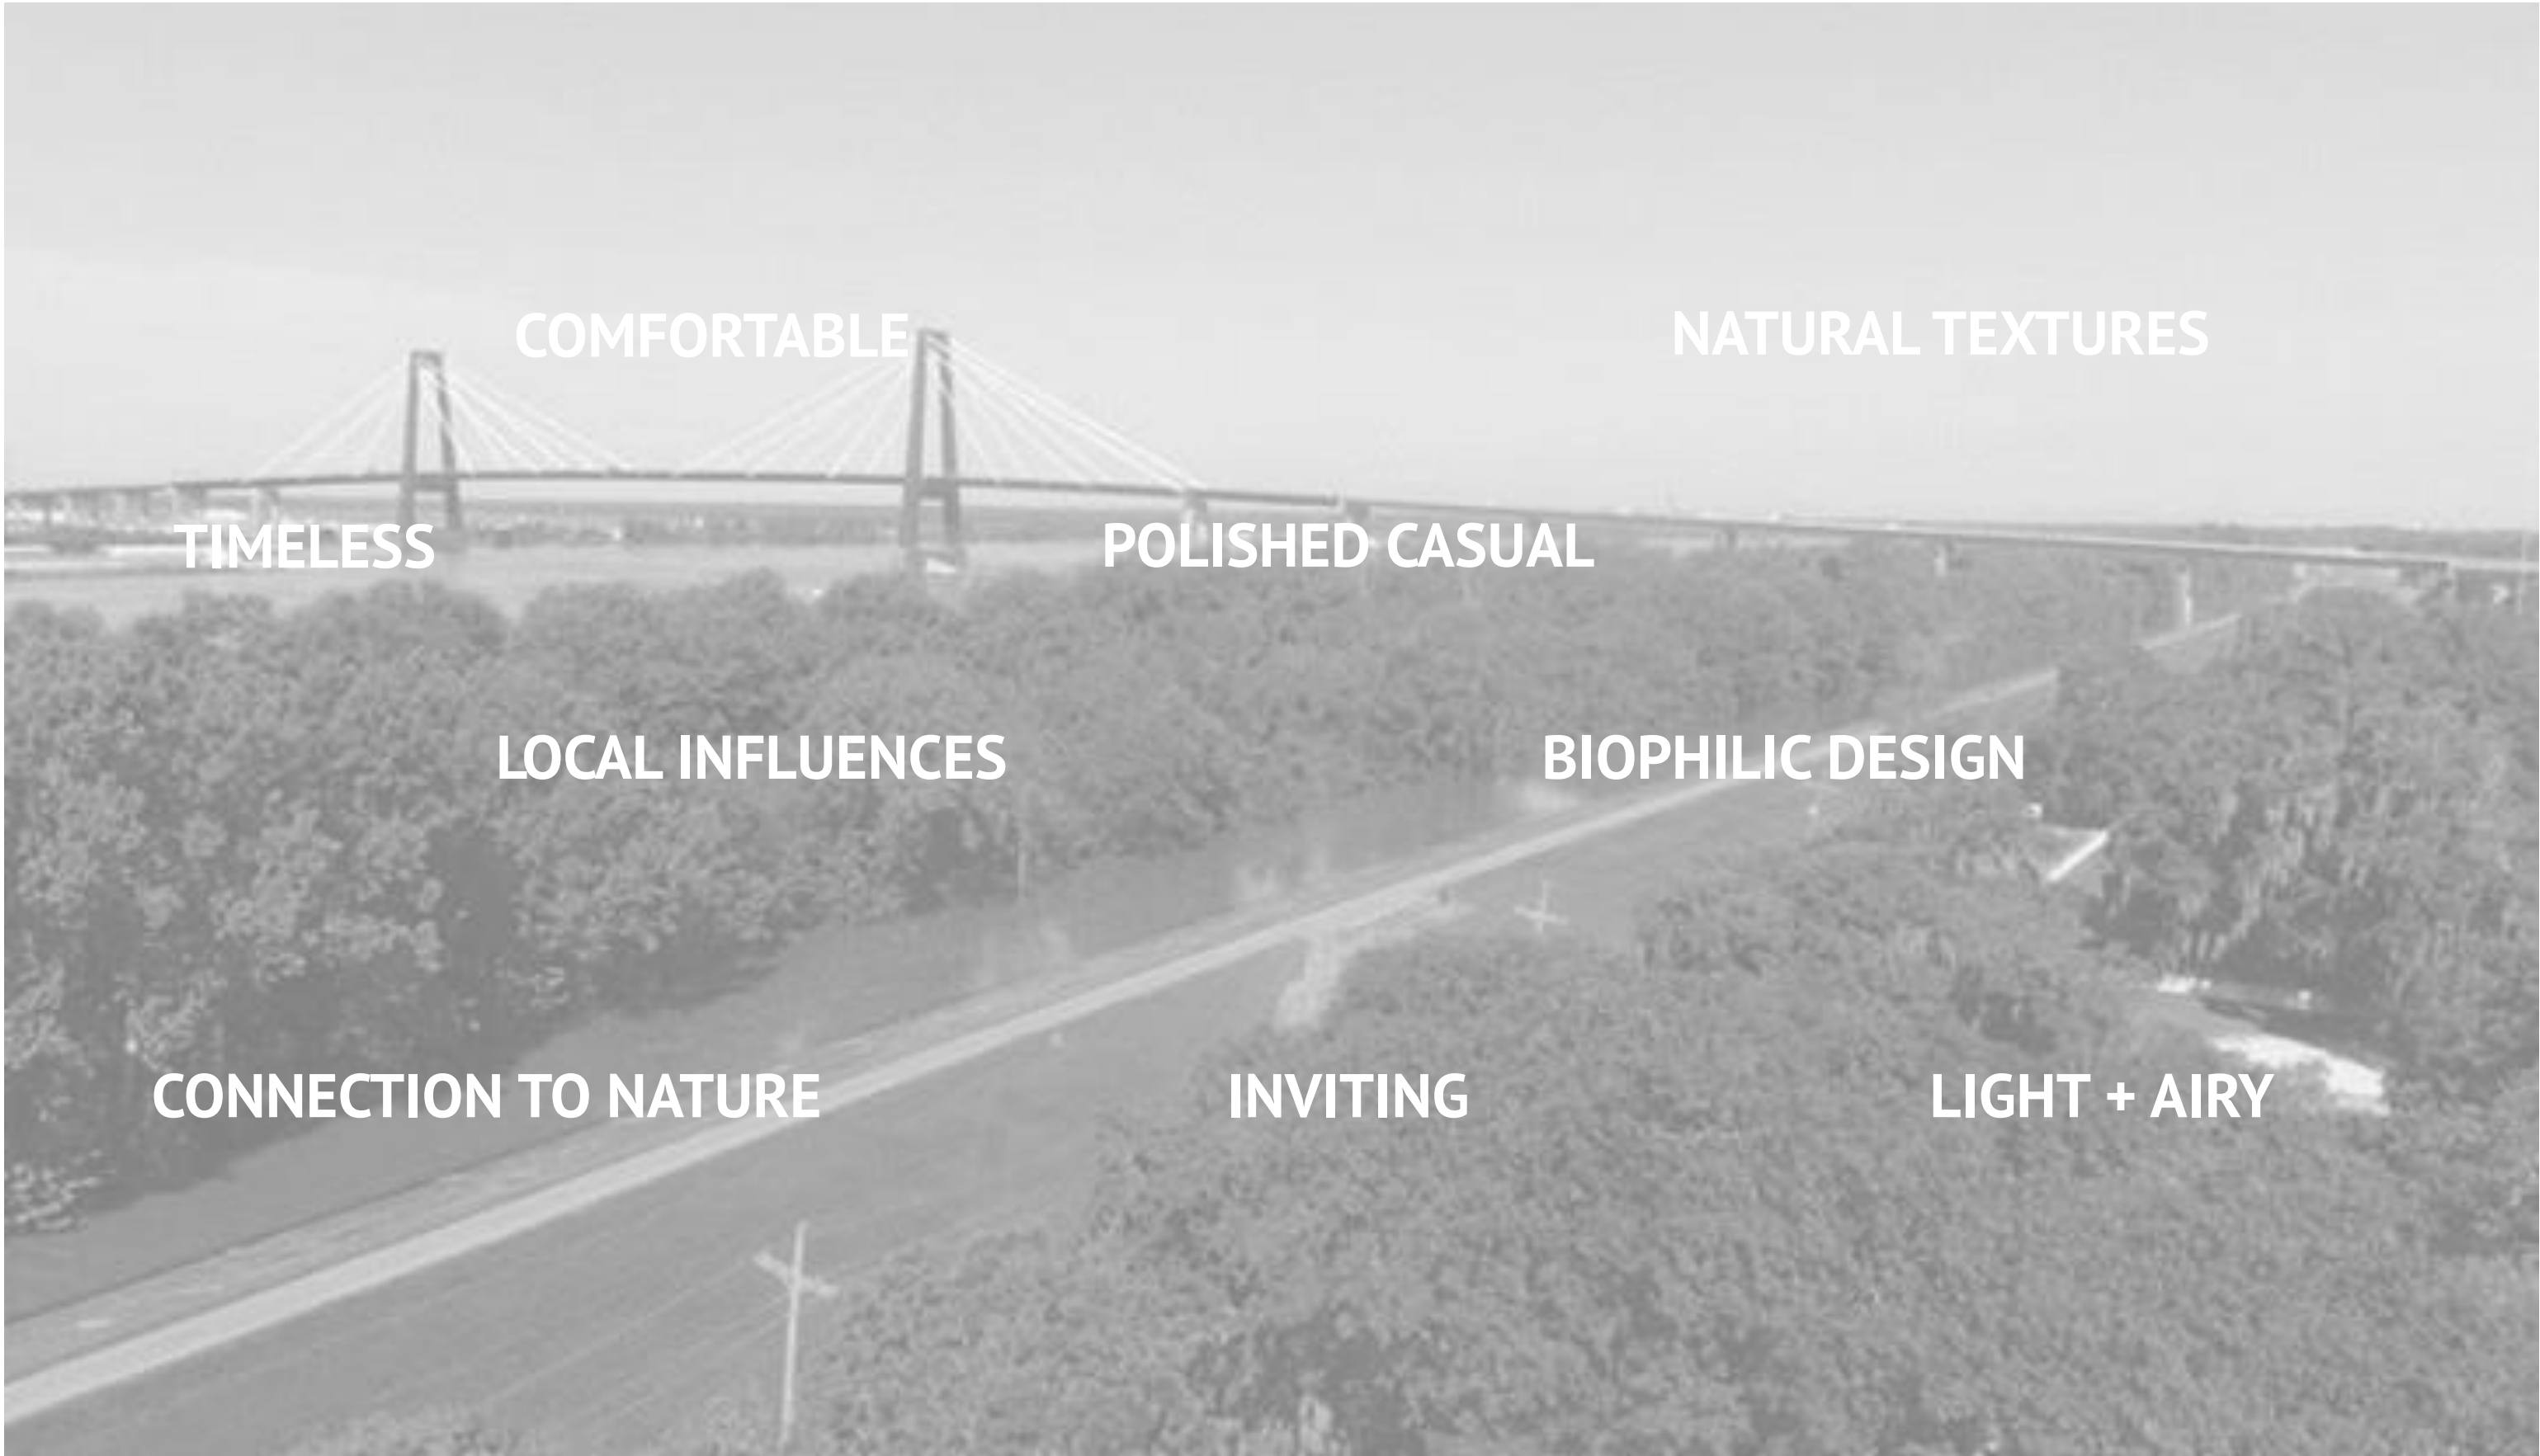 COMFORTABLE
NATURAL TEXTURES
TIMELESS
POLISHED CASUAL
LOCAL INFLUENCES
BIOPHILIC DESIGN
CONNECTION TO NATURE
INVITING
LIGHT + AIRY